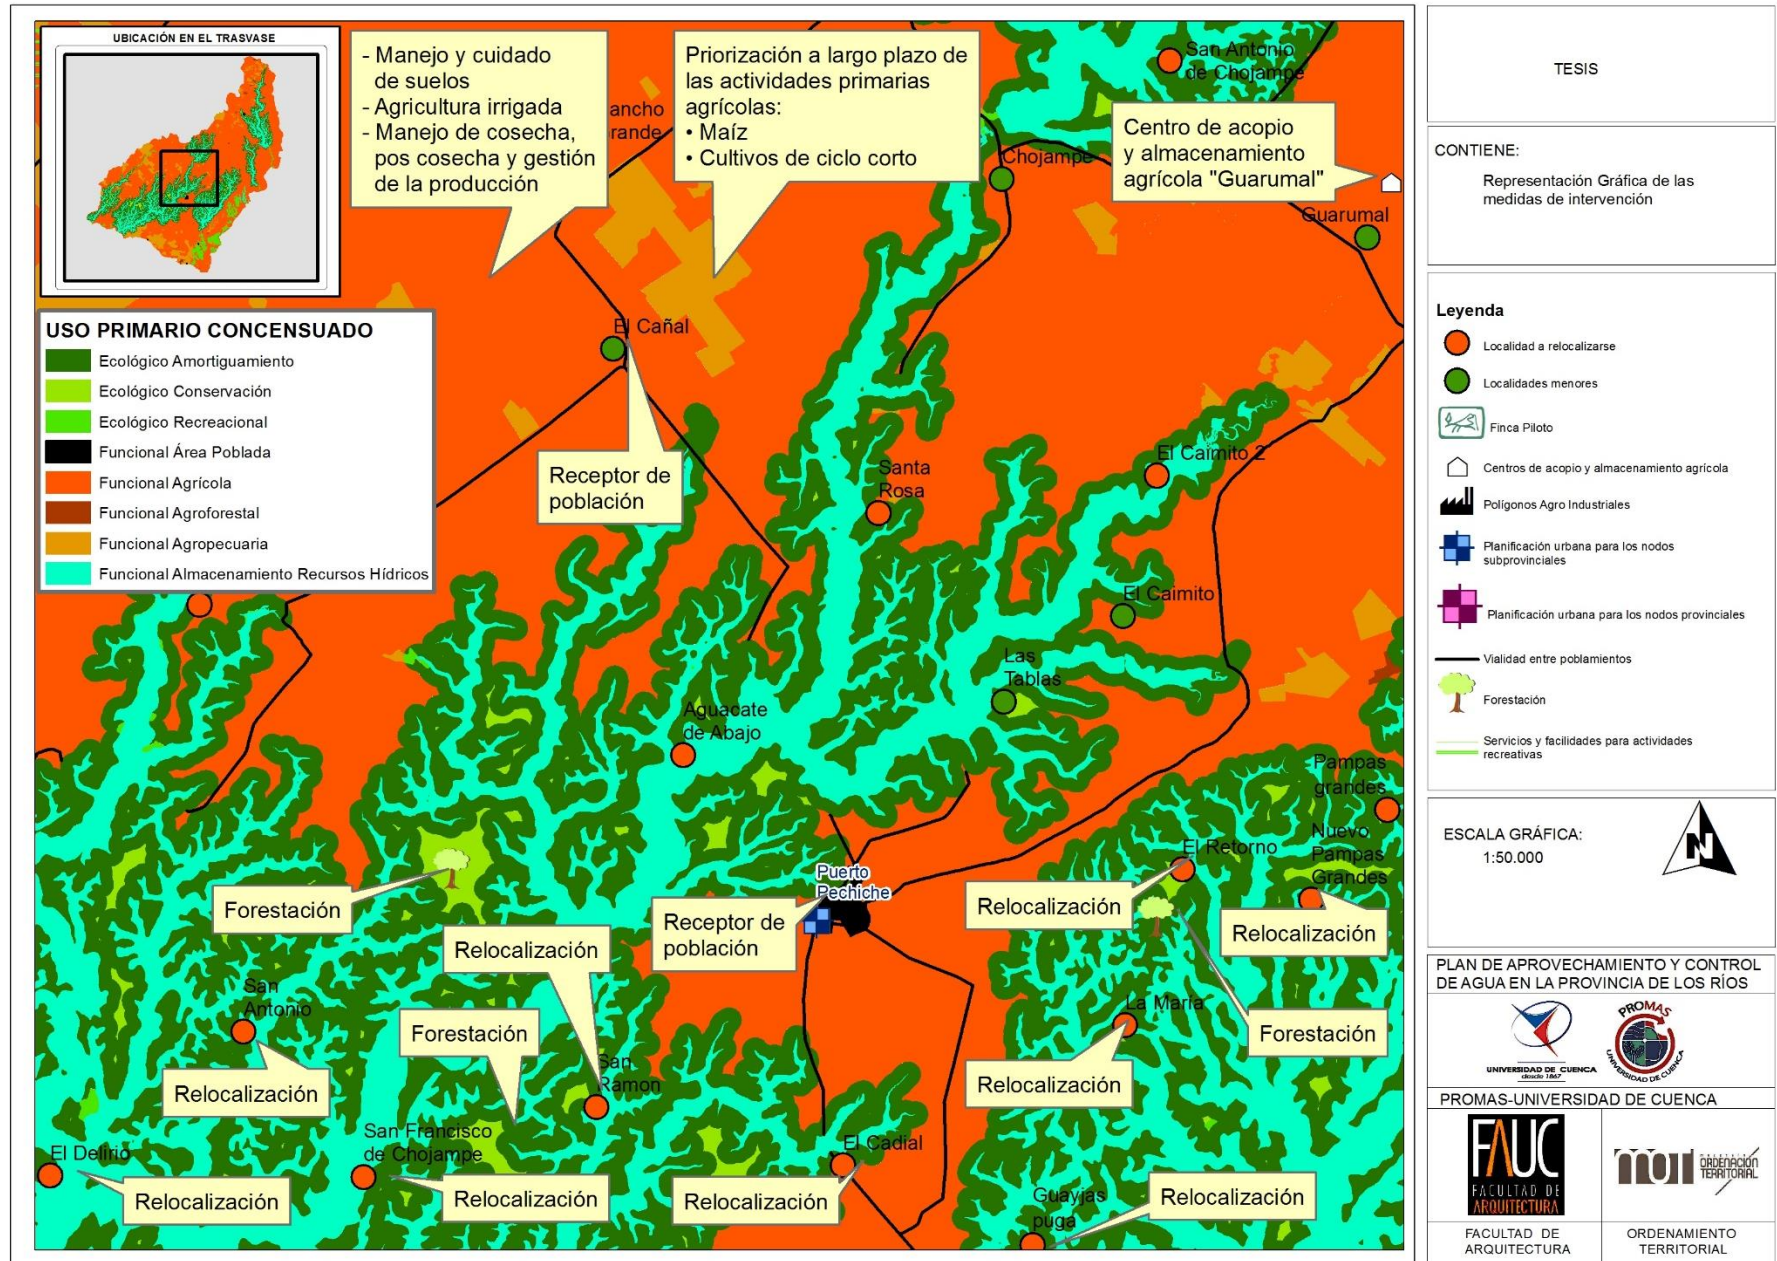 UBICACIÓN EN EL TRASVASE
- Manejo y cuidado
de suelos
- Agricultura irrigada
- Manejo de cosecha,
pos cosecha y gestión
de la producción
ancho
rande
Priorización a largo plazo de
las actividades primarias
agrícolas:
• Maíz
• Cultivos de ciclo corto
San Antonio
de Chojampe
Centro de acopio
y almacenamiento
agrícola "Guarumal"
Chojampe
Guarumal
USO PRIMARIO CONCENSUADO
Ecológico Amortiguamiento
Ecológico Conservación
Ecológico Recreacional
Funcional Área Poblada
Funcional Agrícola
Funcional Agroforestal
Funcional Agropecuaria
Funcional Almacenamiento Recursos Hídricos
El Cañal
Receptor de
población
Santa
Rosa
El Caimito 2
El Caimito
Las
Tablas
Aguacate
de Abajo
Pampas
grandes
Nuevo
Pampas
Grandes
El Retorno
Puerto
Pechiche
Forestación
Relocalización
Receptor de
población
Relocalización
Relocalización
San
Antonio
Forestación
La María
Forestación
Relocalización
San
Ramon
Relocalización
San Francisco
de Chojampe
El Delirio
El Cadial
Relocalización
Relocalización
Relocalización
Guayjas
puga
Relocalización
TESIS
CONTIENE:
Representación Gráfica de las
medidas de intervención
Leyenda
Localidad a relocalizarse
Localidades menores
Finca Piloto
Centros de acopio y almacenamiento agrícola
Polígonos Agro Industriales
Planificación urbana para los nodos
subprovinciales
Planificación urbana para los nodos provinciales
Vialidad entre poblamientos
Forestación
Servicios y facilidades para actividades
recreativas
ESCALA GRÁFICA:
1:50.000
N
PLAN DE APROVECHAMIENTO Y CONTROL
DE AGUA EN LA PROVINCIA DE LOS RÍOS
UNIVERSIDAD DE CUENCA
desde 1867
PROMAS
UNIVERSIDAD DE CUENCA
PROMAS-UNIVERSIDAD DE CUENCA
FAUC
FACULTAD DE
ARQUITECTURA
mot
ORDENACIÓN
TERRITORIAL
FACULTAD DE
ARQUITECTURA
ORDENAMIENTO
TERRITORIAL